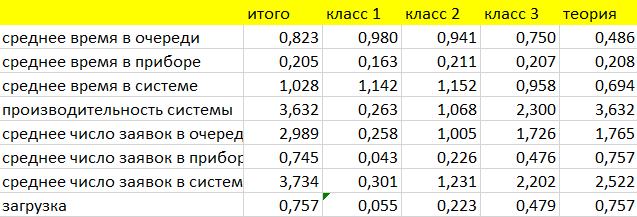 итого класс 1 класс 2 класс 3 теория
среднее время в очереди 0,823 0,980 0,941 0,750 0,486
среднее время в приборе 0,205 0,163 0,211 0,207 0,208
среднее время в системе 1,028 1,142 1,152 0,958 0,694
производительность системы 3,632 0,263 1,068 2,300 3,632
среднее число заявок в очеред 2,989 0,258 1,005 1,726 1,765
среднее число заявок в прибор 0,745 0,043 0,226 0,476 0,757
среднее число заявок в систем 3,734 0,301 1,231 2,202 2,522
загрузка 0,757 0,055 0,223 0,479 0,757